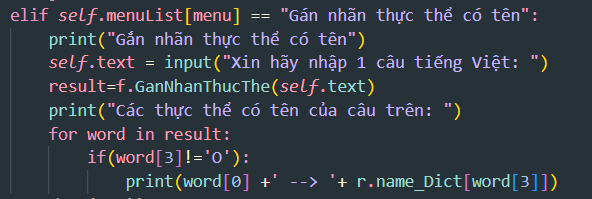 elif self.menuList[menu] == "Gán nhãn thực thể có tên":
print("Gắn nhãn thực thể có tên")
self.text = input("Xin hãy nhập 1 câu tiếng Việt: ")
result=f.GanNhanThucThe(self.text)
print("Các thực thể có tên của câu trên: ")
for word in result:
if(word[3]!='O'):
print(word[0] +' --> '+ r.name_Dict[word[3]])